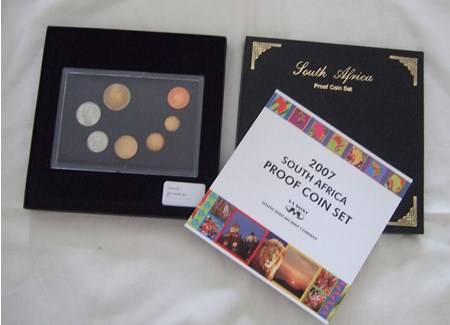 South Africa
Proof Coin Set
2007
SOUTH AFRICA
PROOF COIN SET
SOUTH AFRICAN MINT COMPANY